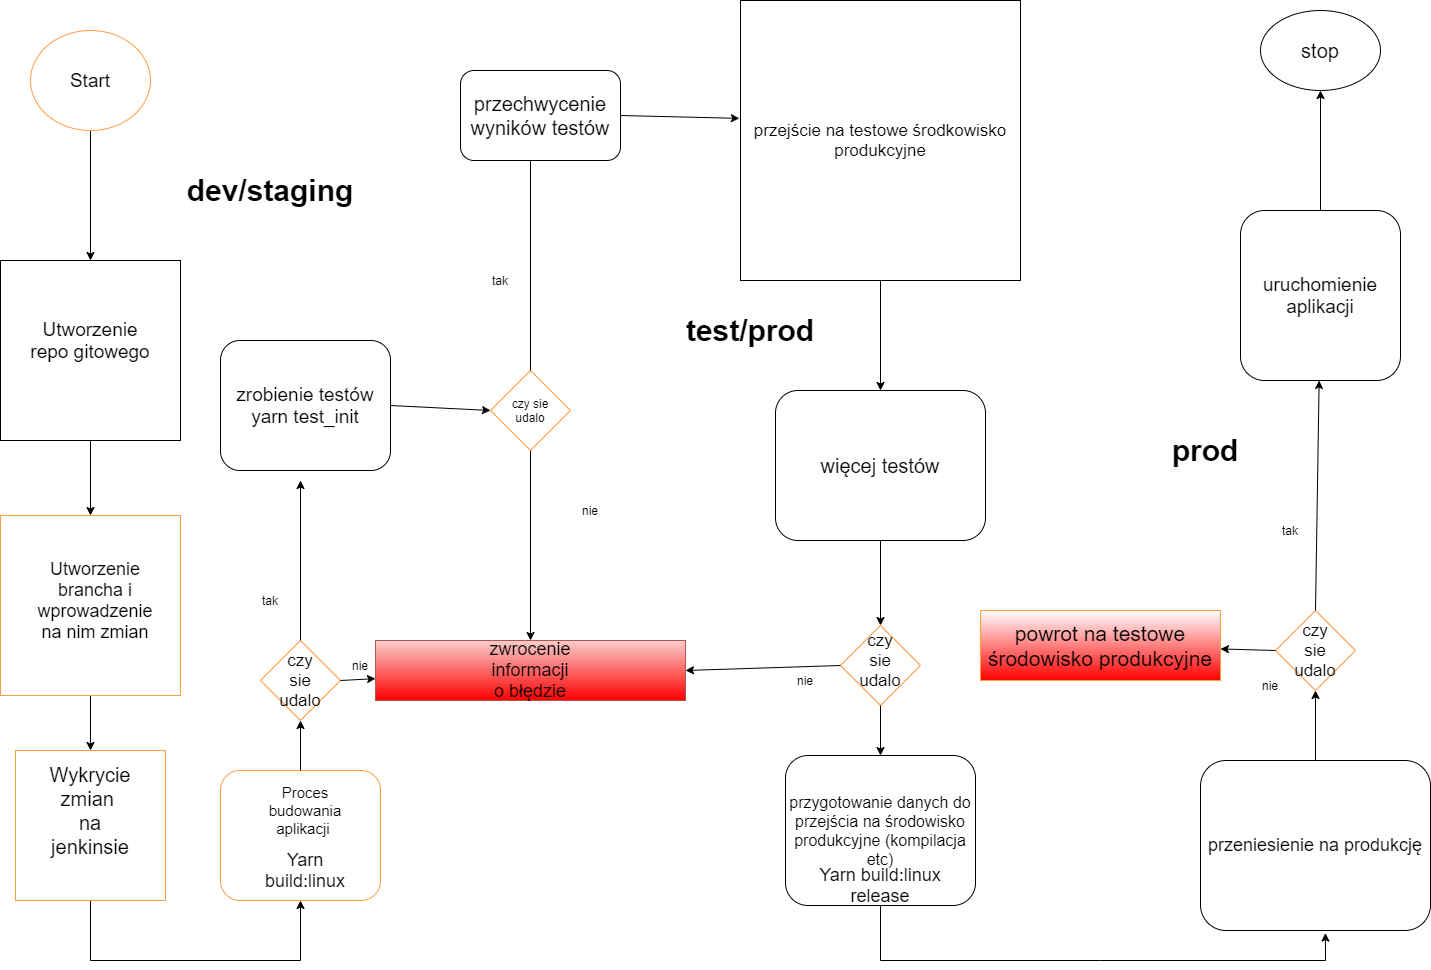 Start
dev/staging
Utworzenie
repo gitowego
Utworzenie
brancha i
wprowadzenie
na nim zmian
Wykrycie
zmian
na
jenkinsie
Proces
budowania
aplikacji
Yarn
build:linux
czy
sie
udalo
tak
nie
zrobienie testów
yarn test_init
czy sie
udalo
tak
nie
zwrocenie
informacji
o błędzie
przechwycenie
wyników testów
przejście na testowe śrdodkowisko
produkcyjne
test/prod
więcej testów
czy
sie
udalo
nie
przygotowanie danych do
przejścia na środowisko
produkcyjne (kompilacja
etc)
Yarn build:linux
release
przeniesienie na produkcję
czy
sie
udalo
nie
powrot na testowe
środowisko produkcyjne
tak
prod
uruchomienie
aplikacji
stop